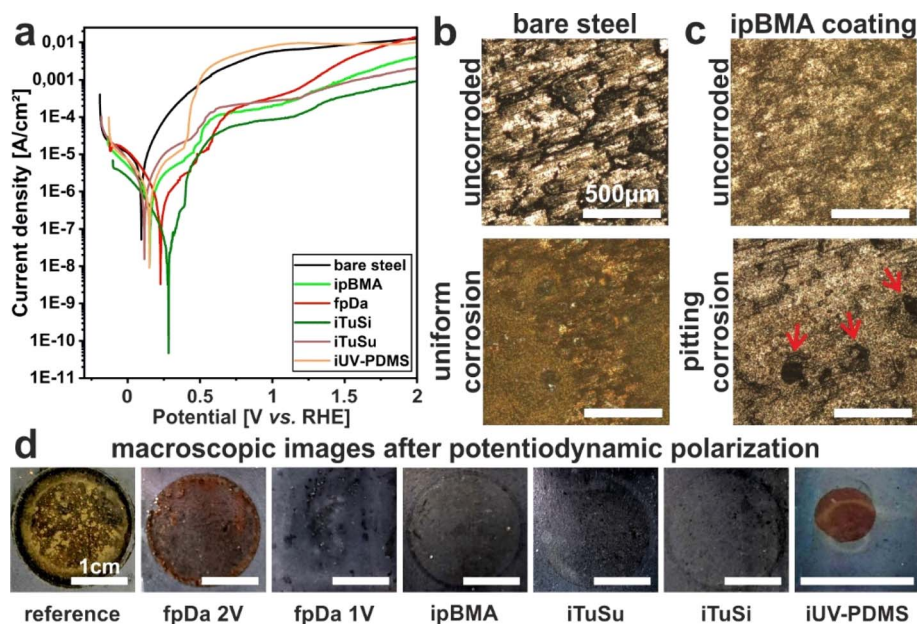 a
Current density [A/cm²]
0,01
0,001
1E-4
1E-5
1E-6
1E-7
1E-8
1E-9
1E-10
1E-11
0
0.5
1
1.5
2
Potential [V vs. RHE]
bare steel
ipBMA
fpDa
iTuSi
iTuSu
iUV-PDMS
b
bare steel
uncorroded
500µm
uniform
corrosion
c
ipBMA coating
uncorroded
pitting
corrosion
d
macroscopic images after potentiodynamic polarization
1cm
reference
fpDa 2V
fpDa 1V
ipBMA
iTuSu
iTuSi
iUV-PDMS